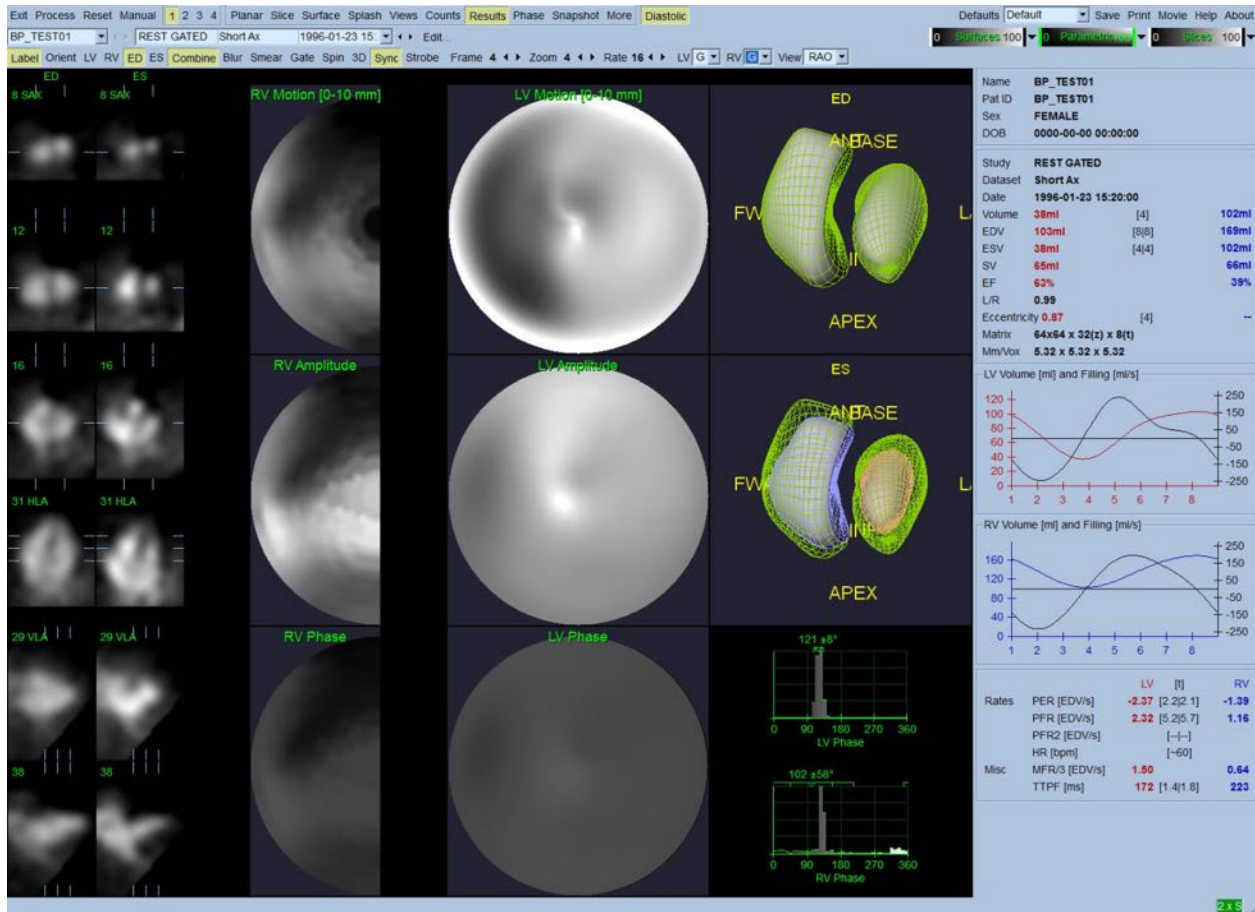 Exit Process Reset Manual 1 2 3 4 Planar Slice Surface Splash Views Counts Results Phase Snapshot More Diastolic Defaults Default Save Print Movie Help About
BP_TEST01 REST GATED Short Ax 1996-01-23 15: Edit... 0 Surfaces 100 0 Parametric 100 0 Slices 100
Label Orient LV RV ED ES Combine Blur Smear Gate Spin 3D Sync Strobe Frame 4 Zoom 4 Rate 16 LV G RV G View RAO
ED ES
8 SAX 8 SAX
12 12
16 16
31 HLA 31 HLA
29 VLA 29 VLA
38 38
RV Motion [0-10 mm] LV Motion [0-10 mm]
RV Amplitude LV Amplitude
RV Phase LV Phase
ED
ANT BASE
FW
L
IN
APEX
ES
ANT BASE
FW
L
INF
APEX
121 ±8°
0 90 180 270 360
LV Phase
102 ±58°
0 90 180 270 360
RV Phase
Name BP_TEST01
Pat ID BP_TEST01
Sex FEMALE
DOB 0000-00-00 00:00:00
Study REST GATED
Dataset Short Ax
Date 1996-01-23 15:20:00
Volume 38ml [4] 102ml
EDV 103ml [8|8] 169ml
ESV 38ml [4|4] 102ml
SV 65ml 66ml
EF 63% 39%
L/R 0.99
Eccentricity 0.87 [4] --
Matrix 64x64 x 32(z) x 8(t)
Mm/Vox 5.32 x 5.32 x 5.32
LV Volume [ml] and Filling [ml/s]
120
100
80
60
40
20
0
250
150
50
-50
-150
-250
1 2 3 4 5 6 7 8
RV Volume [ml] and Filling [ml/s]
160
120
80
40
0
250
150
50
-50
-150
-250
1 2 3 4 5 6 7 8
LV [f] RV
Rates PER [EDV/s] -2.37 [2.2|2.1] -1.39
PFR [EDV/s] 2.32 [5.2|5.7] 1.16
PFR2 [EDV/s] [--|--]
HR [bpm] [~60]
Misc MFR/3 [EDV/s] 1.50 0.64
TTPF [ms] 172 [1.4|1.8] 223
2.x S